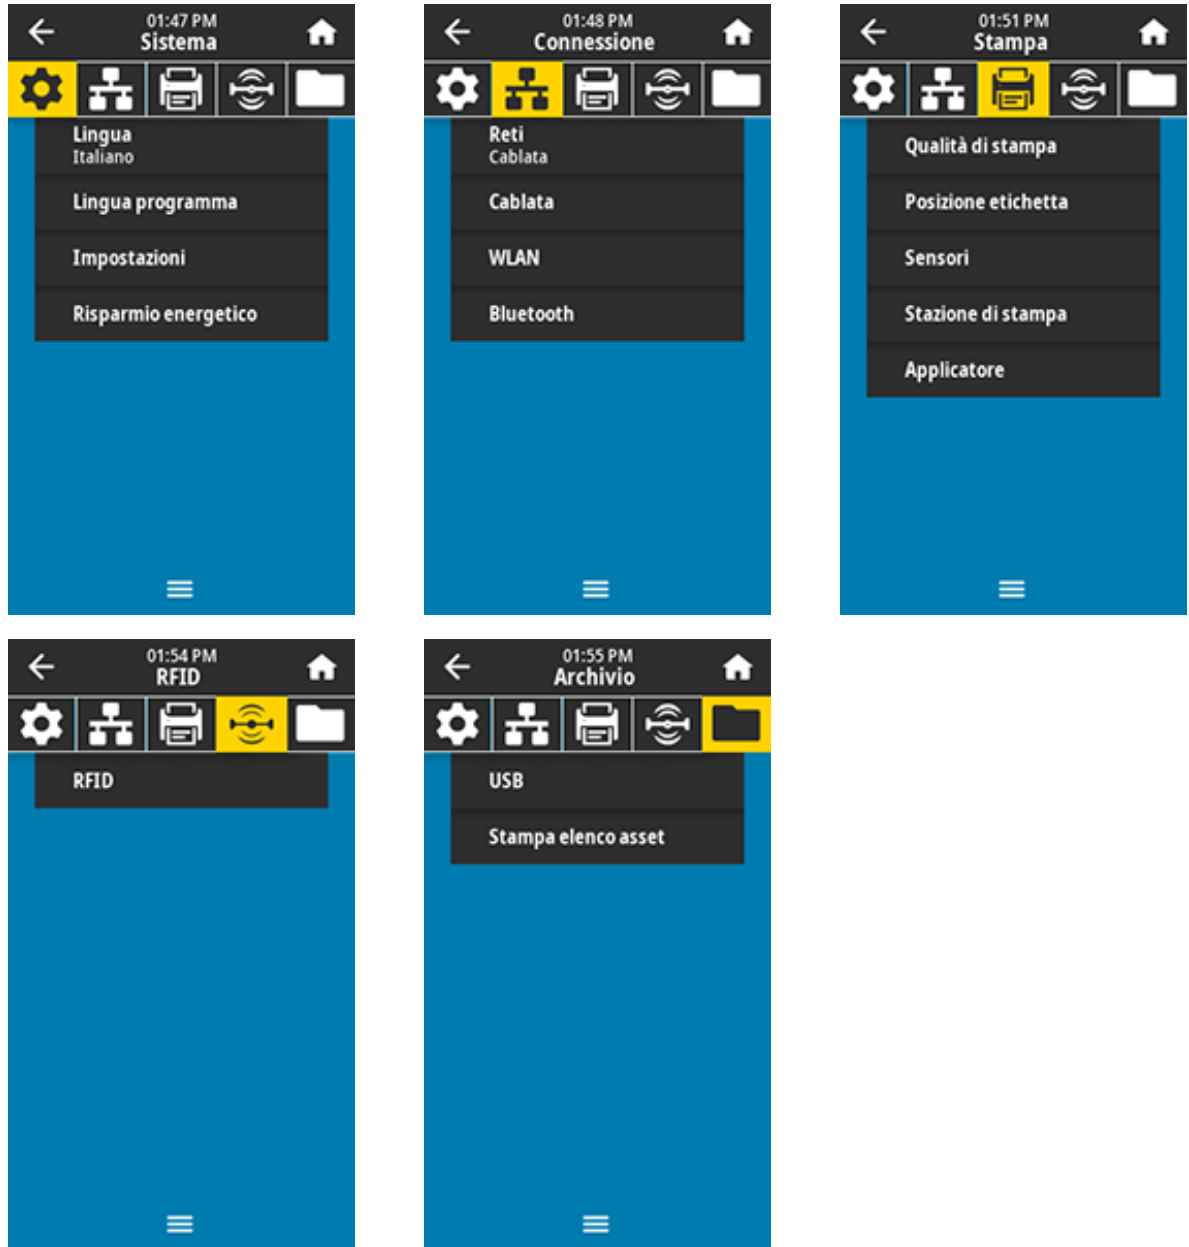 01:47 PM
Sistema
Lingua
Italiano
Lingua programma
Impostazioni
Risparmio energetico
01:48 PM
Connessione
Reti
Cablata
Cablata
WLAN
Bluetooth
01:51 PM
Stampa
Qualità di stampa
Posizione etichetta
Sensori
Stazione di stampa
Applicatore
01:54 PM
RFID
RFID
01:55 PM
Archivio
USB
Stampa elenco asset